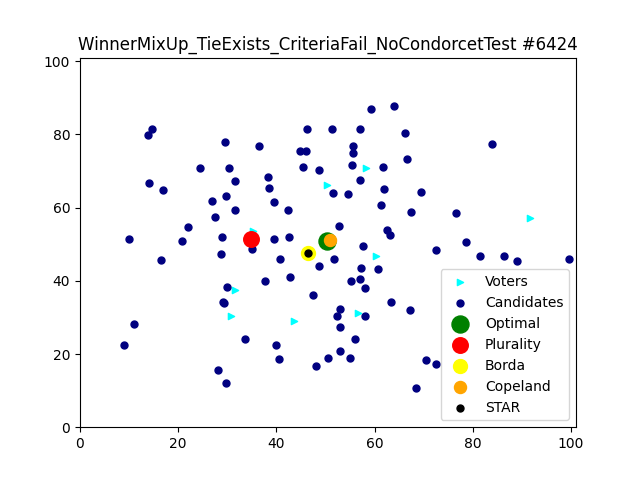 WinnerMixUp_TieExists_CriteriaFail_NoCondorcetTest #6424
100
80
60
40
20
0
0
20
40
60
80
100
Voters
Candidates
Optimal
Plurality
Borda
Copeland
STAR